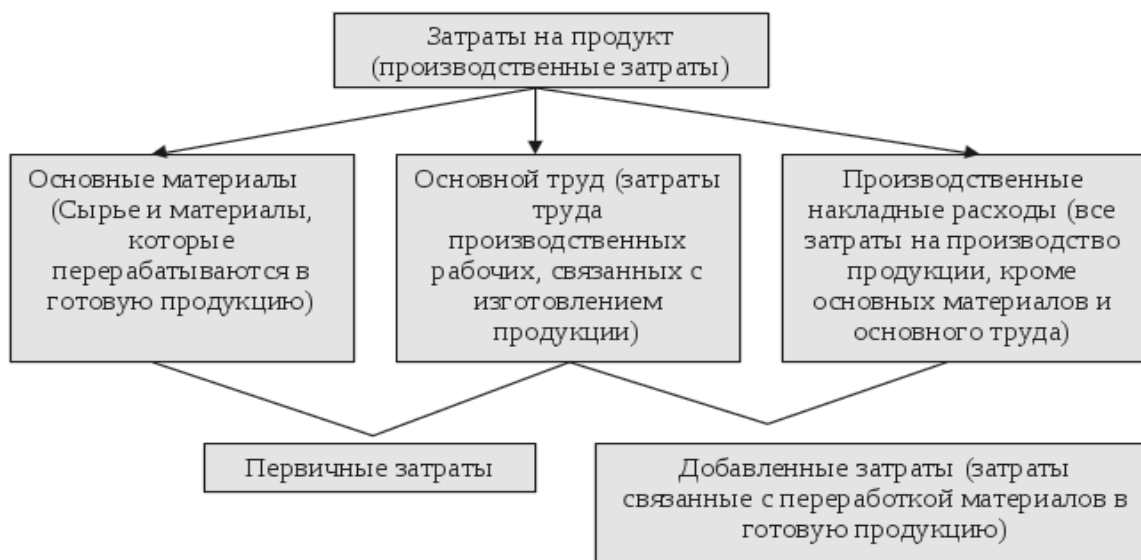 Затраты на продукт
(производственные затраты)
Основные материалы
(Сырье и материалы,
которые
перерабатываются в
готовую продукцию)
Основной труд (затраты
труда
производственных
рабочих, связанных с
изготовлением
продукции)
Производственные
накладные расходы (все
затраты на производство
продукции, кроме
основных материалов и
основного труда)
Первичные затраты
Добавленные затраты (затраты
связанные с переработкой материалов в
готовую продукцию)